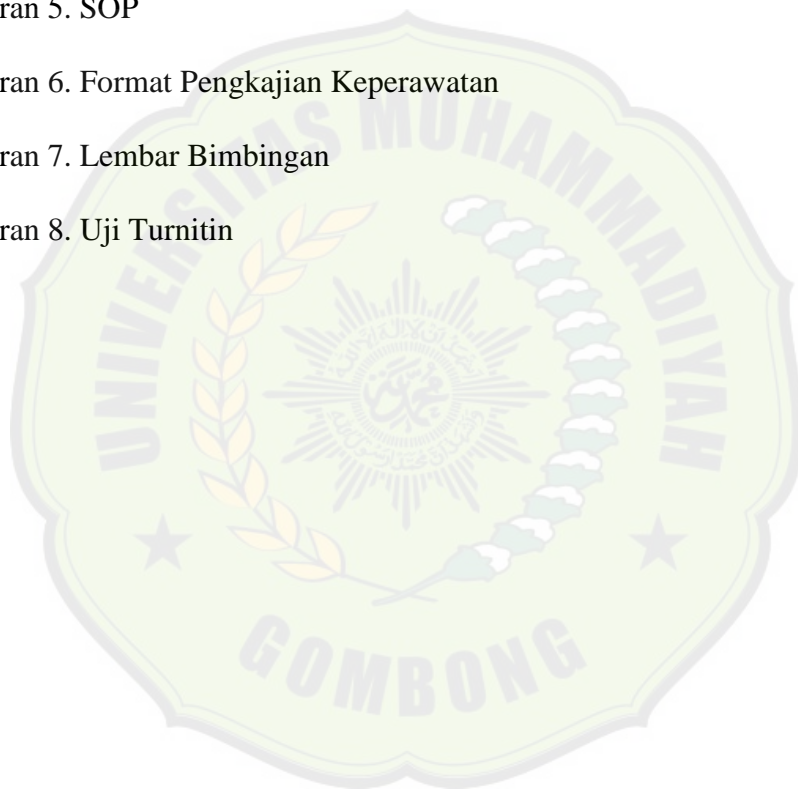 ran 5. SOP
ran 6. Format Pengkajian Keperawatan
ran 7. Lembar Bimbingan
ran 8. Uji Turnitin
UNIVERSITAS MUHAMMADIYAH
GOMBONG